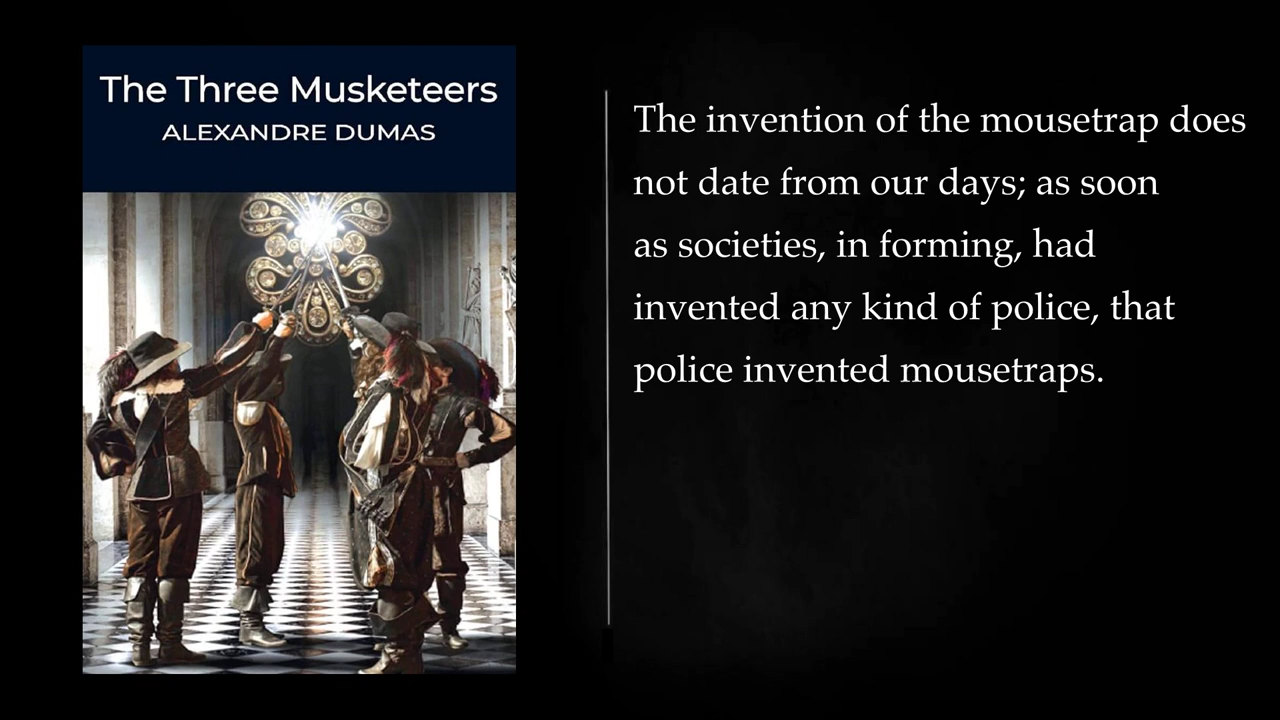 The Three Musketeers
ALEXANDRE DUMAS
The invention of the mousetrap does
not date from our days; as soon
as societies, in forming, had
invented any kind of police, that
police invented mousetraps.